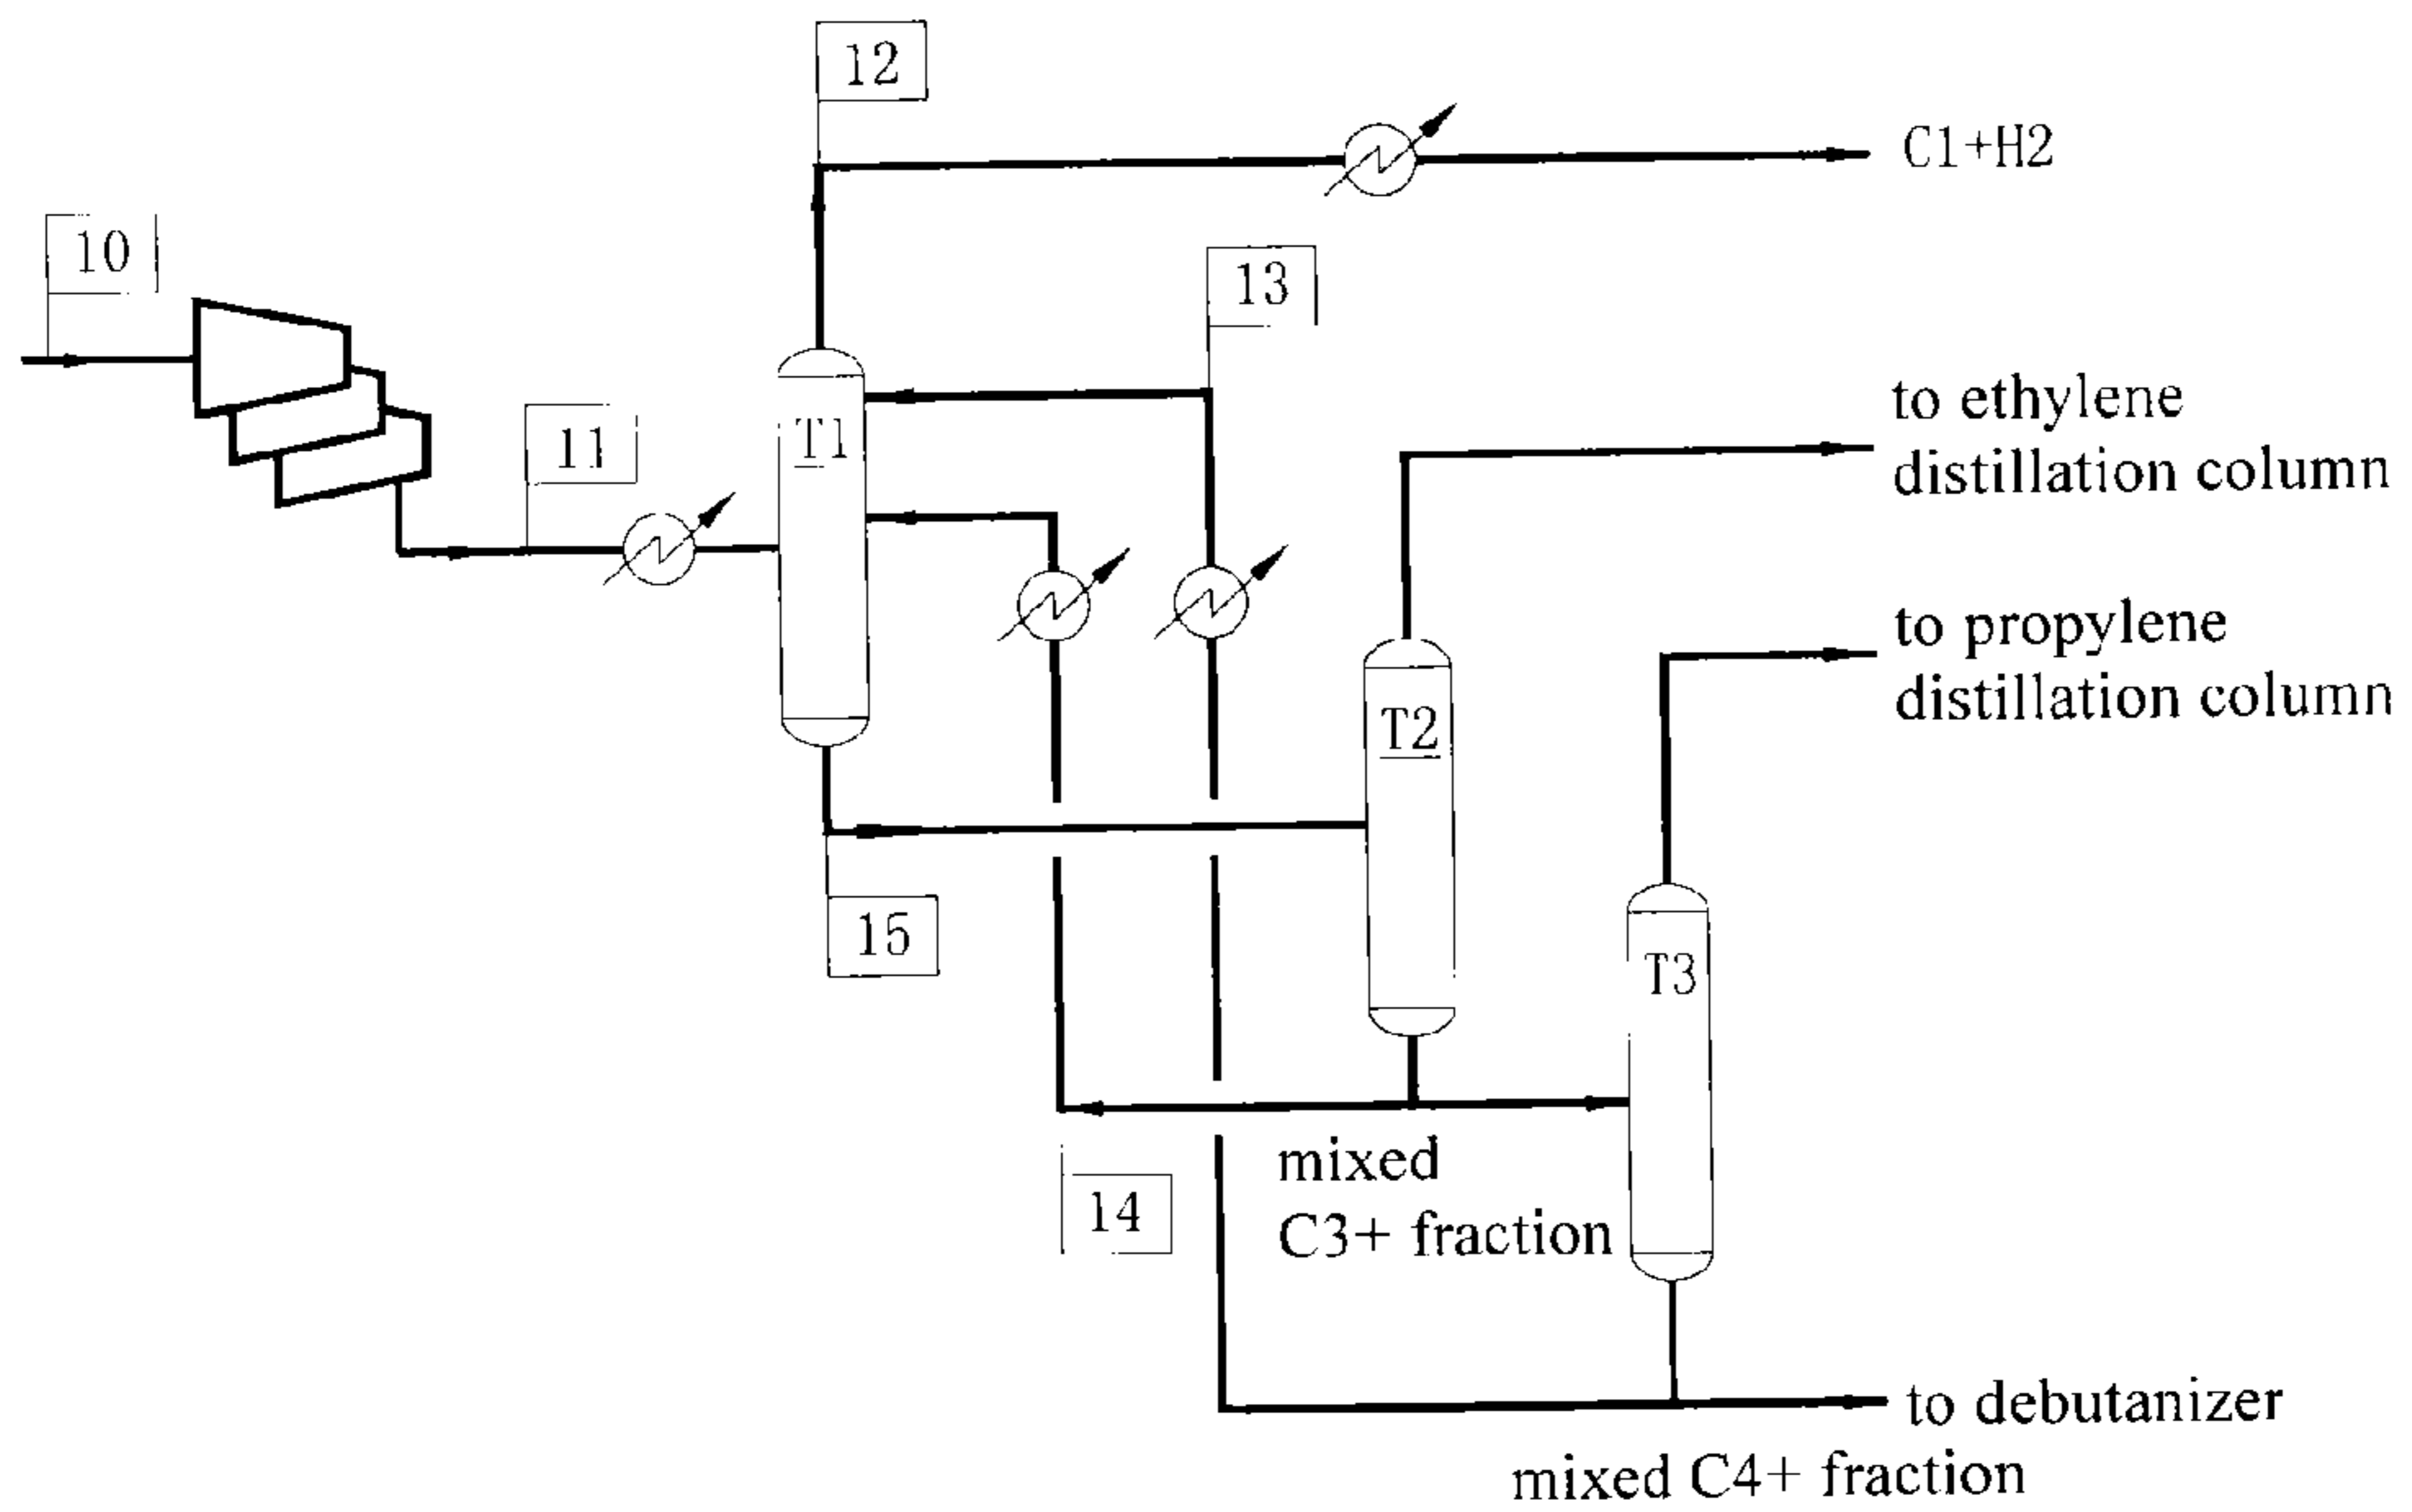 12
C1+H2
10
13
11
T1
to ethylene
distillation column
to propylene
distillation column
T2
15
T3
14
mixed
C3+ fraction
to debutanizer
mixed C4+ fraction